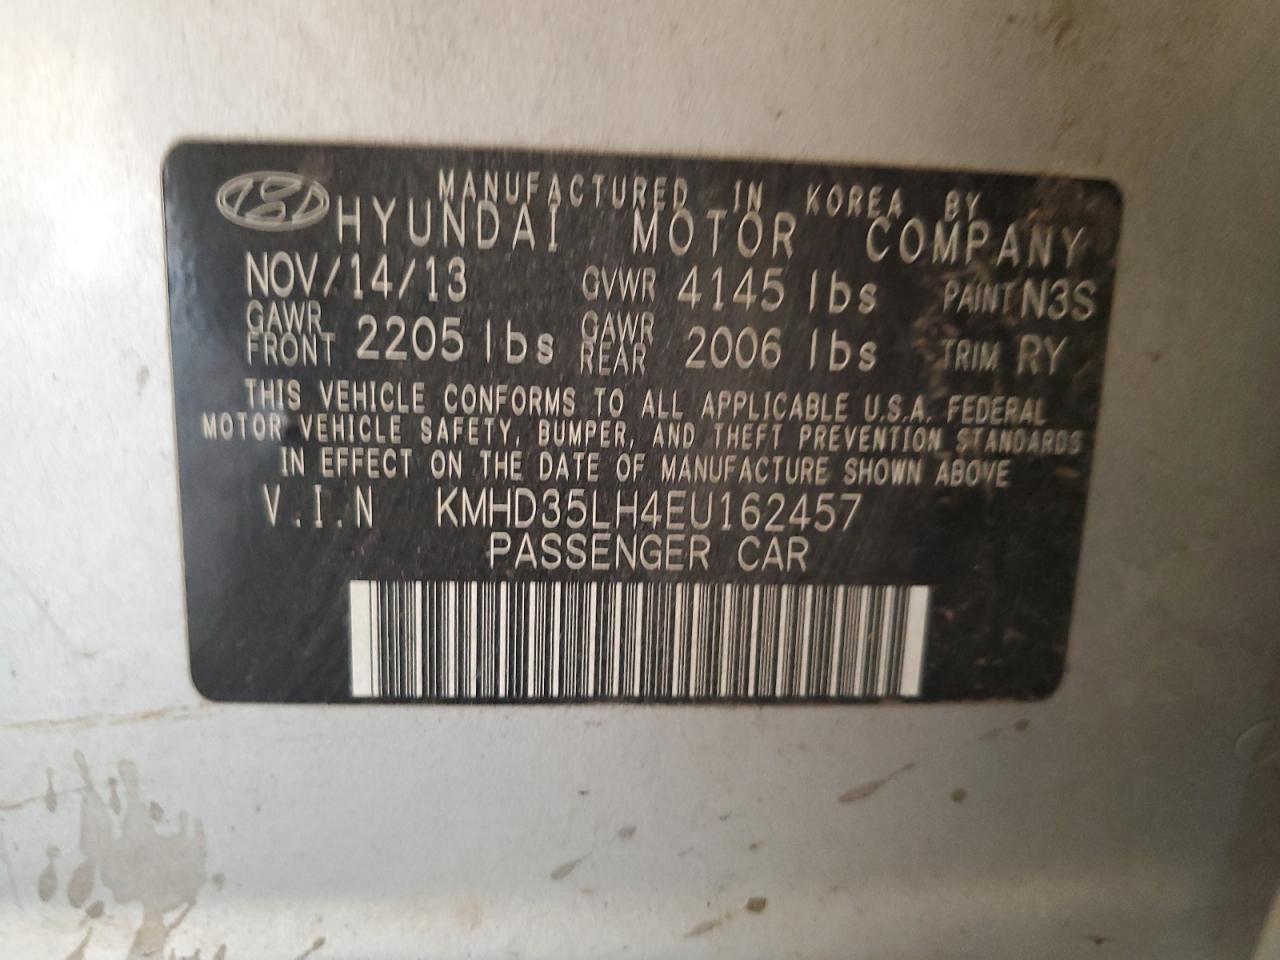 MANUFACTURED IN KOREA BY
HYUNDAI MOTOR COMPANY
NOV/14/13 GVWR 4145 lbs PAINT N3S
GAWR FRONT 2205 lbs GAWR REAR 2006 lbs TRIM RY
THIS VEHICLE CONFORMS TO ALL APPLICABLE U.S.A. FEDERAL
MOTOR VEHICLE SAFETY, BUMPER, AND THEFT PREVENTION STANDARDS
IN EFFECT ON THE DATE OF MANUFACTURE SHOWN ABOVE
V.I.N KMHD35LH4EU162457
PASSENGER CAR